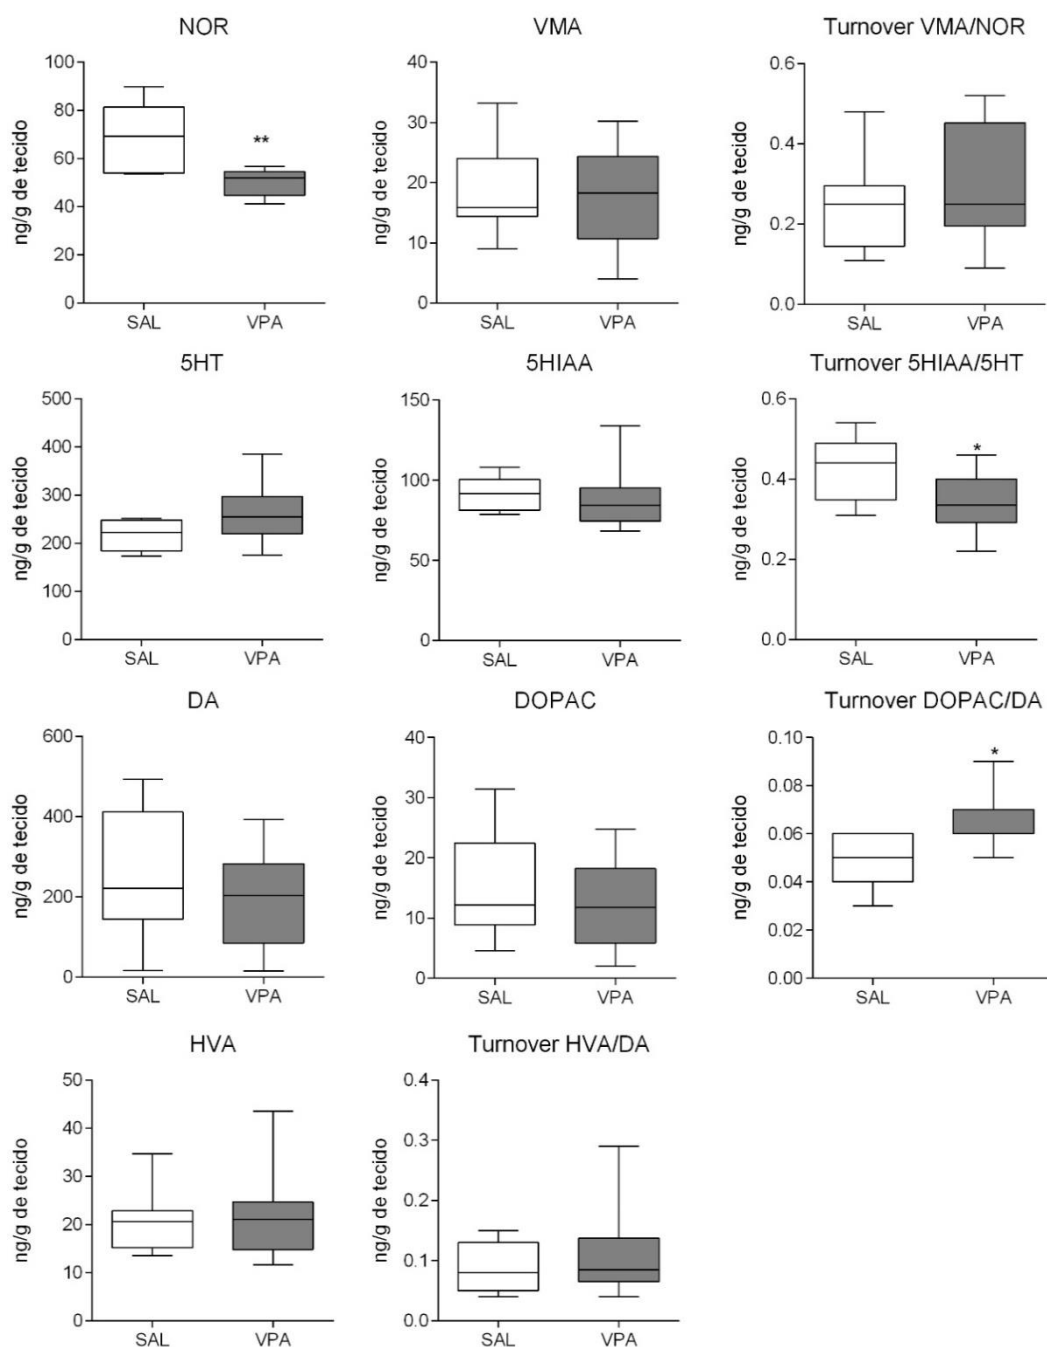 NOR
ng/g de tecido
100
80
60
40
20
0
**
SAL VPA
VMA
ng/g de tecido
40
30
20
10
0
SAL VPA
Turnover VMA/NOR
ng/g de tecido
0.6
0.4
0.2
0.0
SAL VPA
5HT
ng/g de tecido
500
400
300
200
100
0
SAL VPA
5HIAA
ng/g de tecido
150
100
50
0
SAL VPA
Turnover 5HIAA/5HT
ng/g de tecido
0.6
0.4
0.2
0.0
*
SAL VPA
DA
ng/g de tecido
600
400
200
0
SAL VPA
DOPAC
ng/g de tecido
40
30
20
10
0
SAL VPA
Turnover DOPAC/DA
ng/g de tecido
0.10
0.08
0.06
0.04
0.02
0.00
*
SAL VPA
HVA
ng/g de tecido
50
40
30
20
10
0
SAL VPA
Turnover HVA/DA
ng/g de tecido
0.4
0.3
0.2
0.1
0.0
SAL VPA